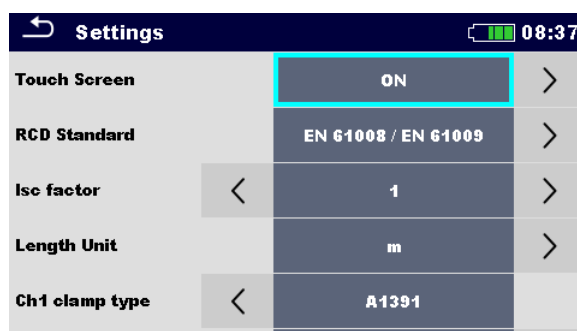 Settings 08:37
Touch Screen ON
RCD Standard EN 61008 / EN 61009
Isc factor 1
Length Unit m
Ch1 clamp type A1391